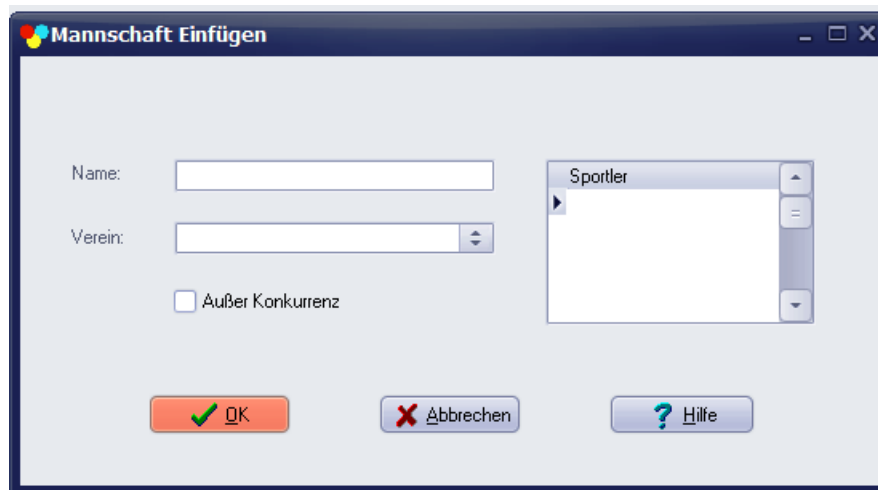 Mannschaft Einfügen
Name:
Sportler
Verein:
Außer Konkurrenz
OK
Abbrechen
Hilfe